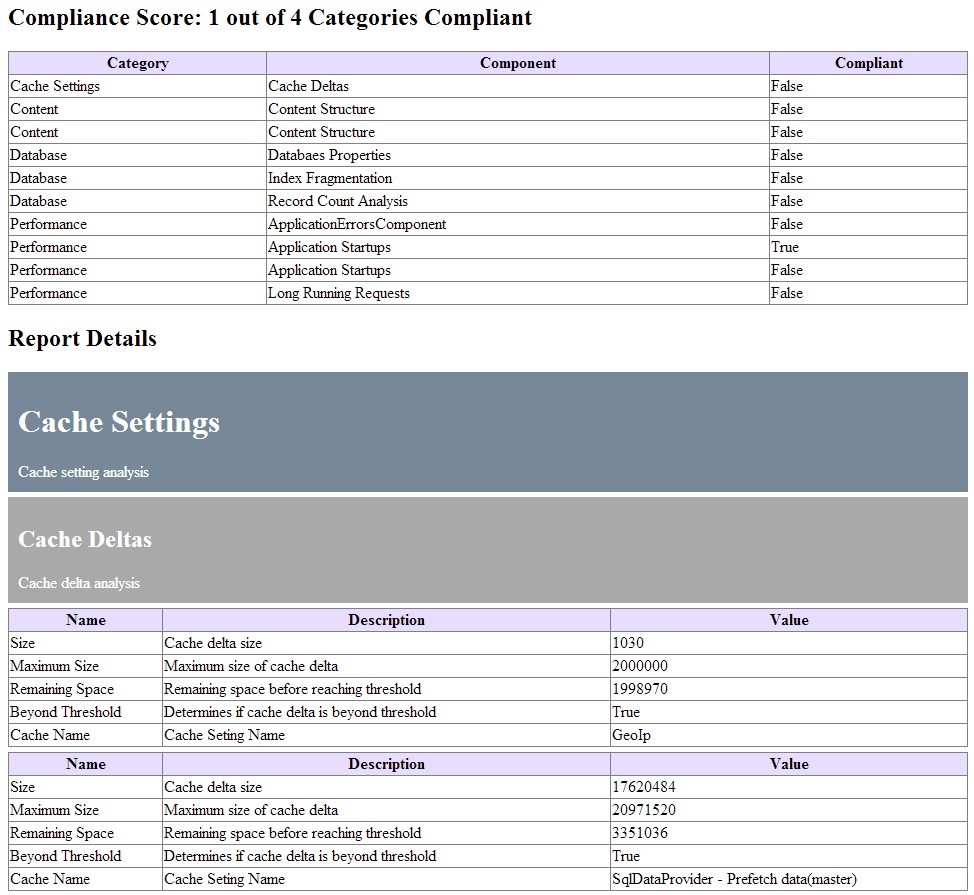 Compliance Score: 1 out of 4 Categories Compliant
Category Component Compliant
Cache Settings Cache Deltas False
Content Content Structure False
Content Content Structure False
Database Databaes Properties False
Database Index Fragmentation False
Database Record Count Analysis False
Performance ApplicationErrorsComponent False
Performance Application Startups True
Performance Application Startups False
Performance Long Running Requests False
Report Details
Cache Settings
Cache setting analysis
Cache Deltas
Cache delta analysis
Name Description Value
Size Cache delta size 1030
Maximum Size Maximum size of cache delta 2000000
Remaining Space Remaining space before reaching threshold 1998970
Beyond Threshold Determines if cache delta is beyond threshold True
Cache Name Cache Seting Name GeoIp
Name Description Value
Size Cache delta size 17620484
Maximum Size Maximum size of cache delta 20971520
Remaining Space Remaining space before reaching threshold 3351036
Beyond Threshold Determines if cache delta is beyond threshold True
Cache Name Cache Seting Name SqlDataProvider - Prefetch data(master)